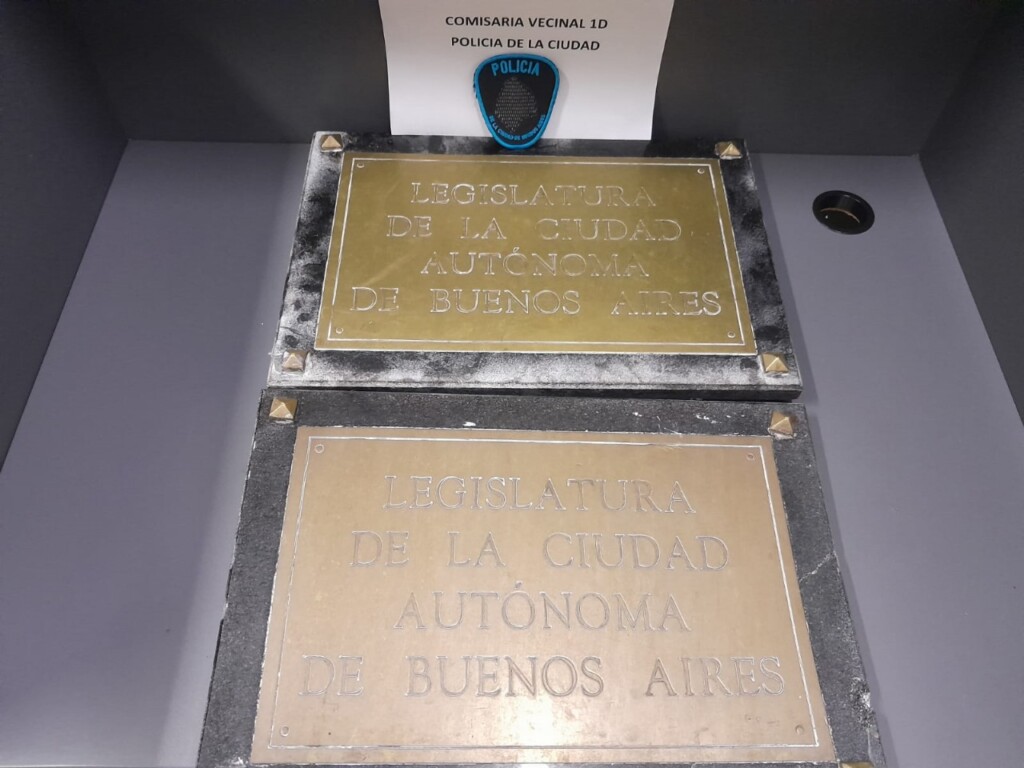 COMISARIA VECINAL 1D
POLICIA DE LA CIUDAD
POLICIA
LEGISLATURA
DE LA CIUDAD
AUTÓNOMA
DE BUENOS AIRES
LEGISLATURA
DE LA CIUDAD
AUTÓNOMA
DE BUENOS AIRES